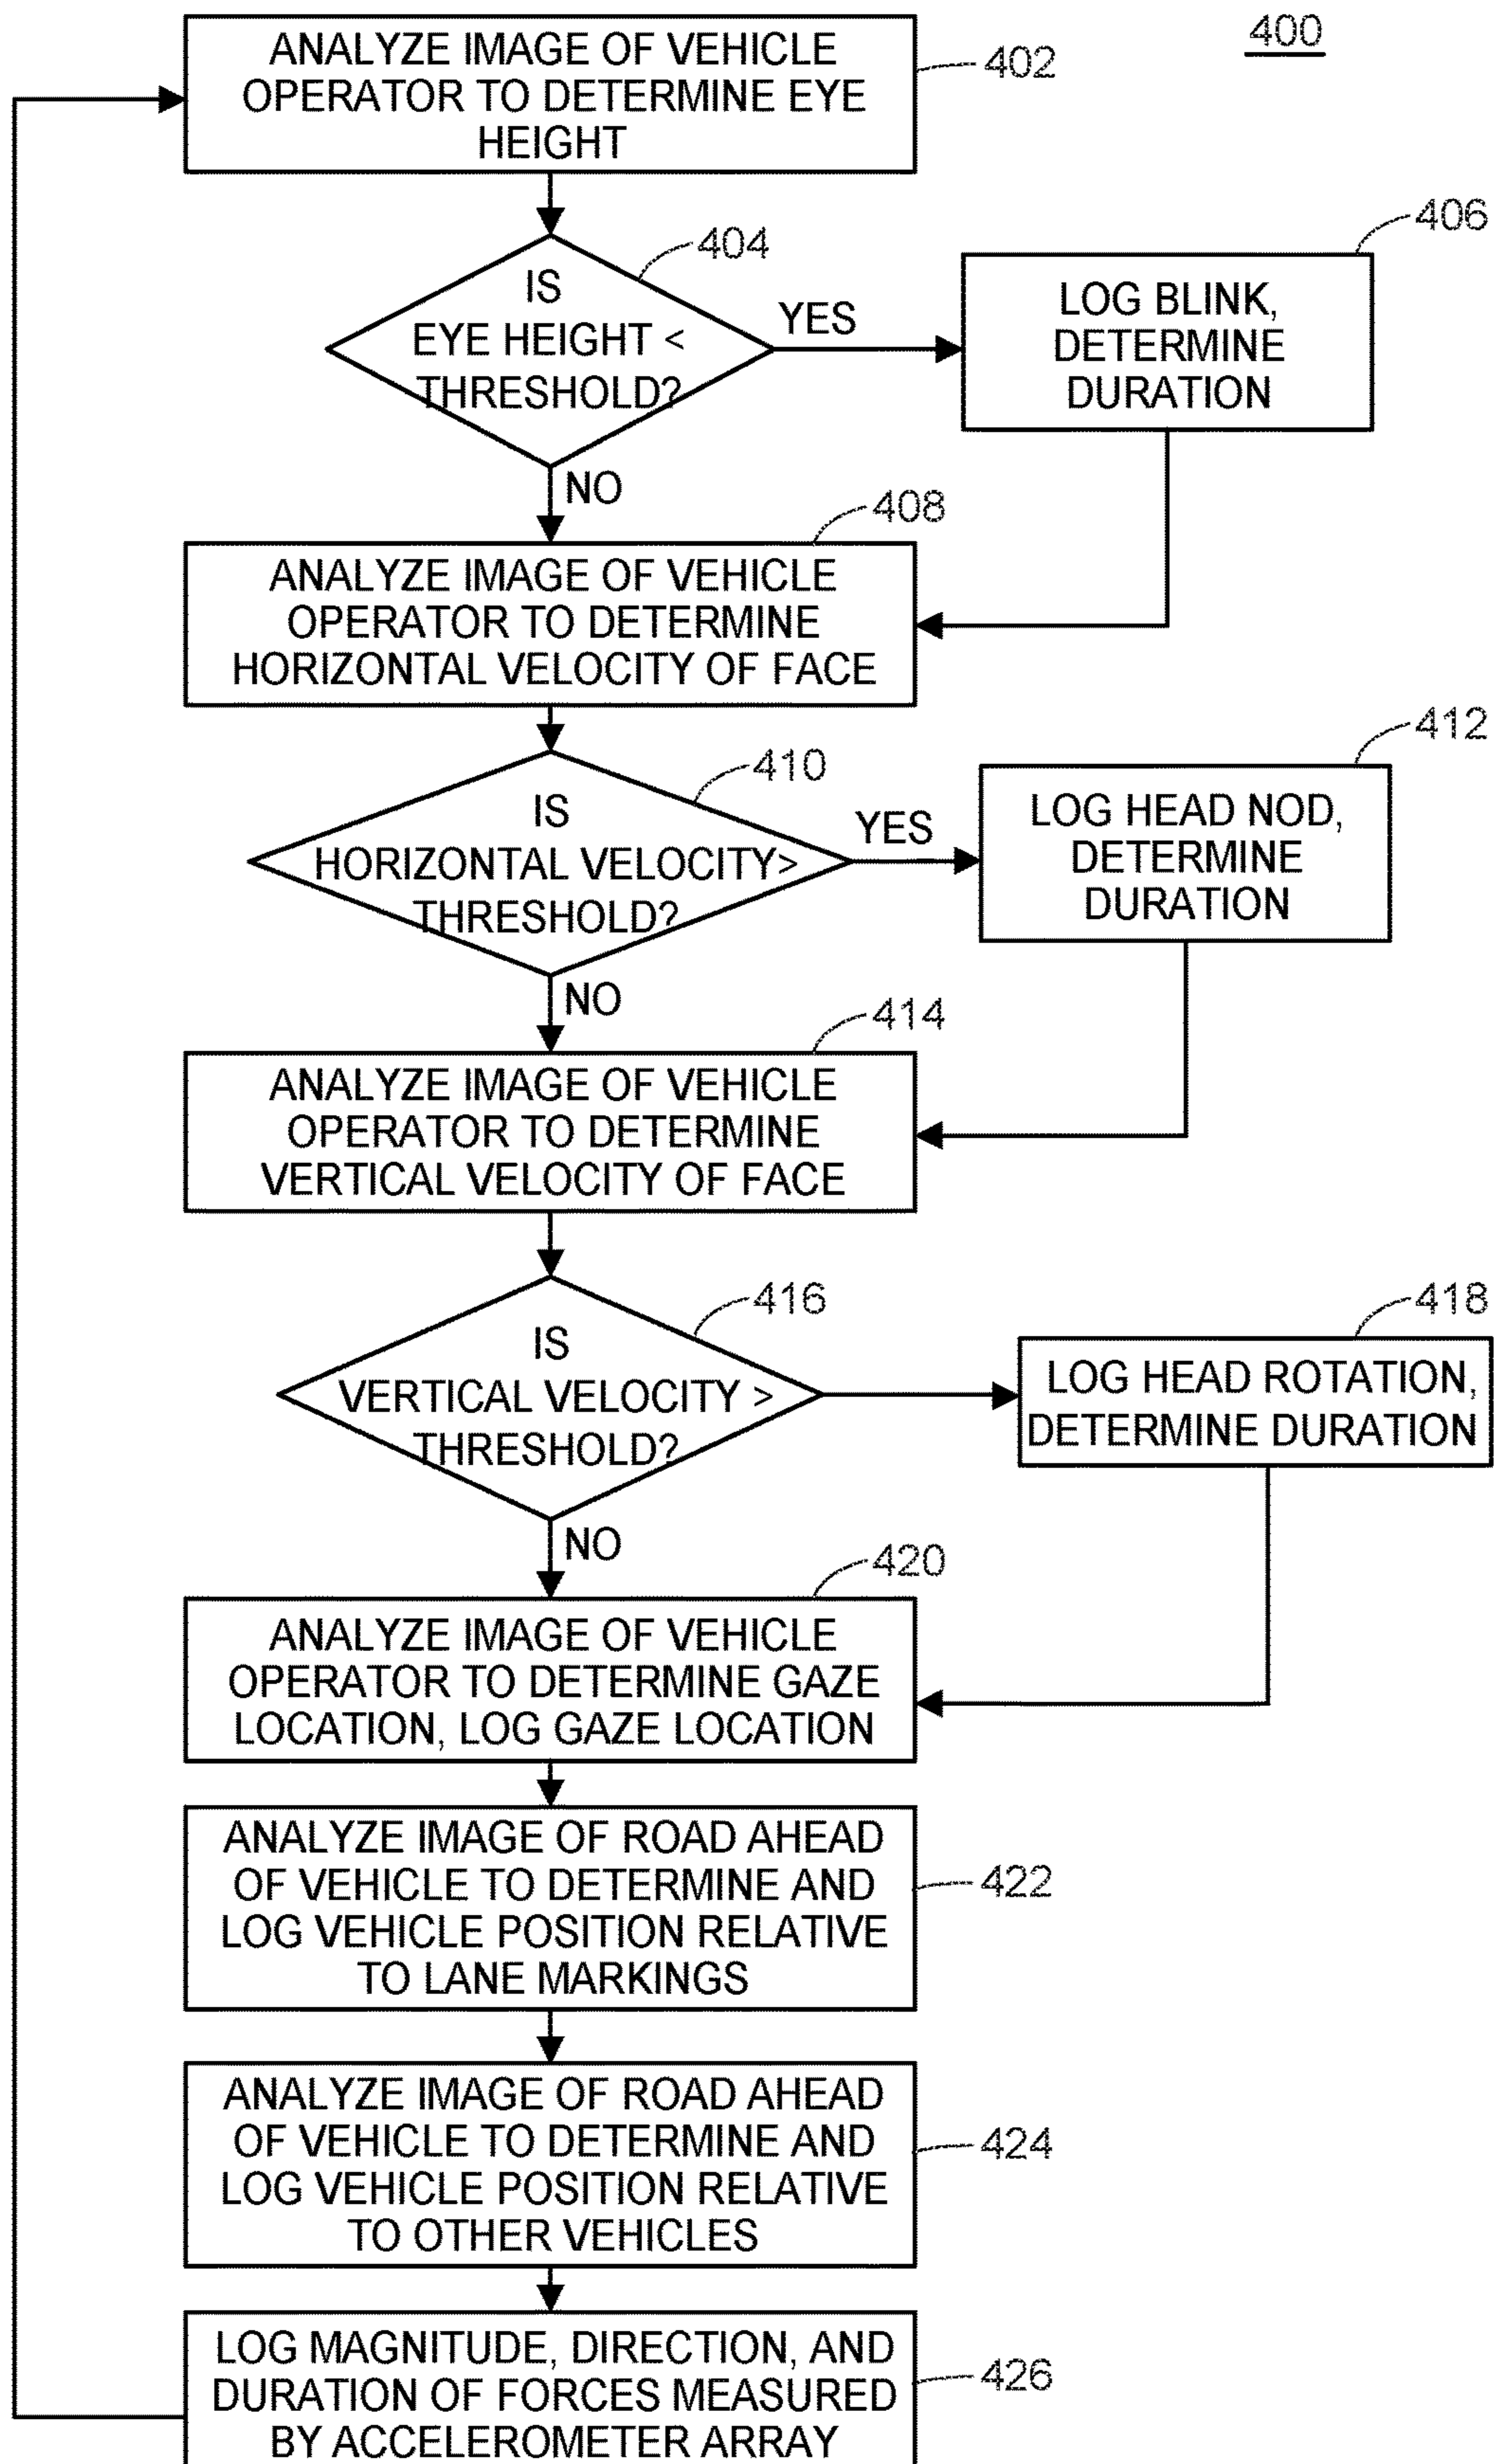 400
ANALYZE IMAGE OF VEHICLE
OPERATOR TO DETERMINE EYE
HEIGHT
402
404
IS
EYE HEIGHT <
THRESHOLD?
YES
406
LOG BLINK,
DETERMINE
DURATION
NO
408
ANALYZE IMAGE OF VEHICLE
OPERATOR TO DETERMINE
HORIZONTAL VELOCITY OF FACE
410
IS
HORIZONTAL VELOCITY>
THRESHOLD?
YES
412
LOG HEAD NOD,
DETERMINE
DURATION
NO
414
ANALYZE IMAGE OF VEHICLE
OPERATOR TO DETERMINE
VERTICAL VELOCITY OF FACE
416
IS
VERTICAL VELOCITY >
THRESHOLD?
418
LOG HEAD ROTATION,
DETERMINE DURATION
NO
420
ANALYZE IMAGE OF VEHICLE
OPERATOR TO DETERMINE GAZE
LOCATION, LOG GAZE LOCATION
ANALYZE IMAGE OF ROAD AHEAD
OF VEHICLE TO DETERMINE AND
LOG VEHICLE POSITION RELATIVE
TO LANE MARKINGS
422
ANALYZE IMAGE OF ROAD AHEAD
OF VEHICLE TO DETERMINE AND
LOG VEHICLE POSITION RELATIVE
TO OTHER VEHICLES
424
LOG MAGNITUDE, DIRECTION, AND
DURATION OF FORCES MEASURED
BY ACCELEROMETER ARRAY
426